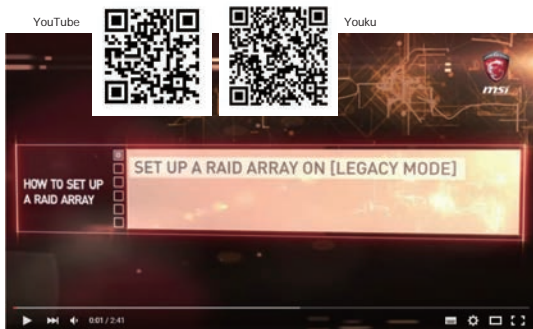 YouTube
Youku
msi
SET UP A RAID ARRAY ON [LEGACY MODE]
HOW TO SET UP
A RAID ARRAY
0:01 / 2:41